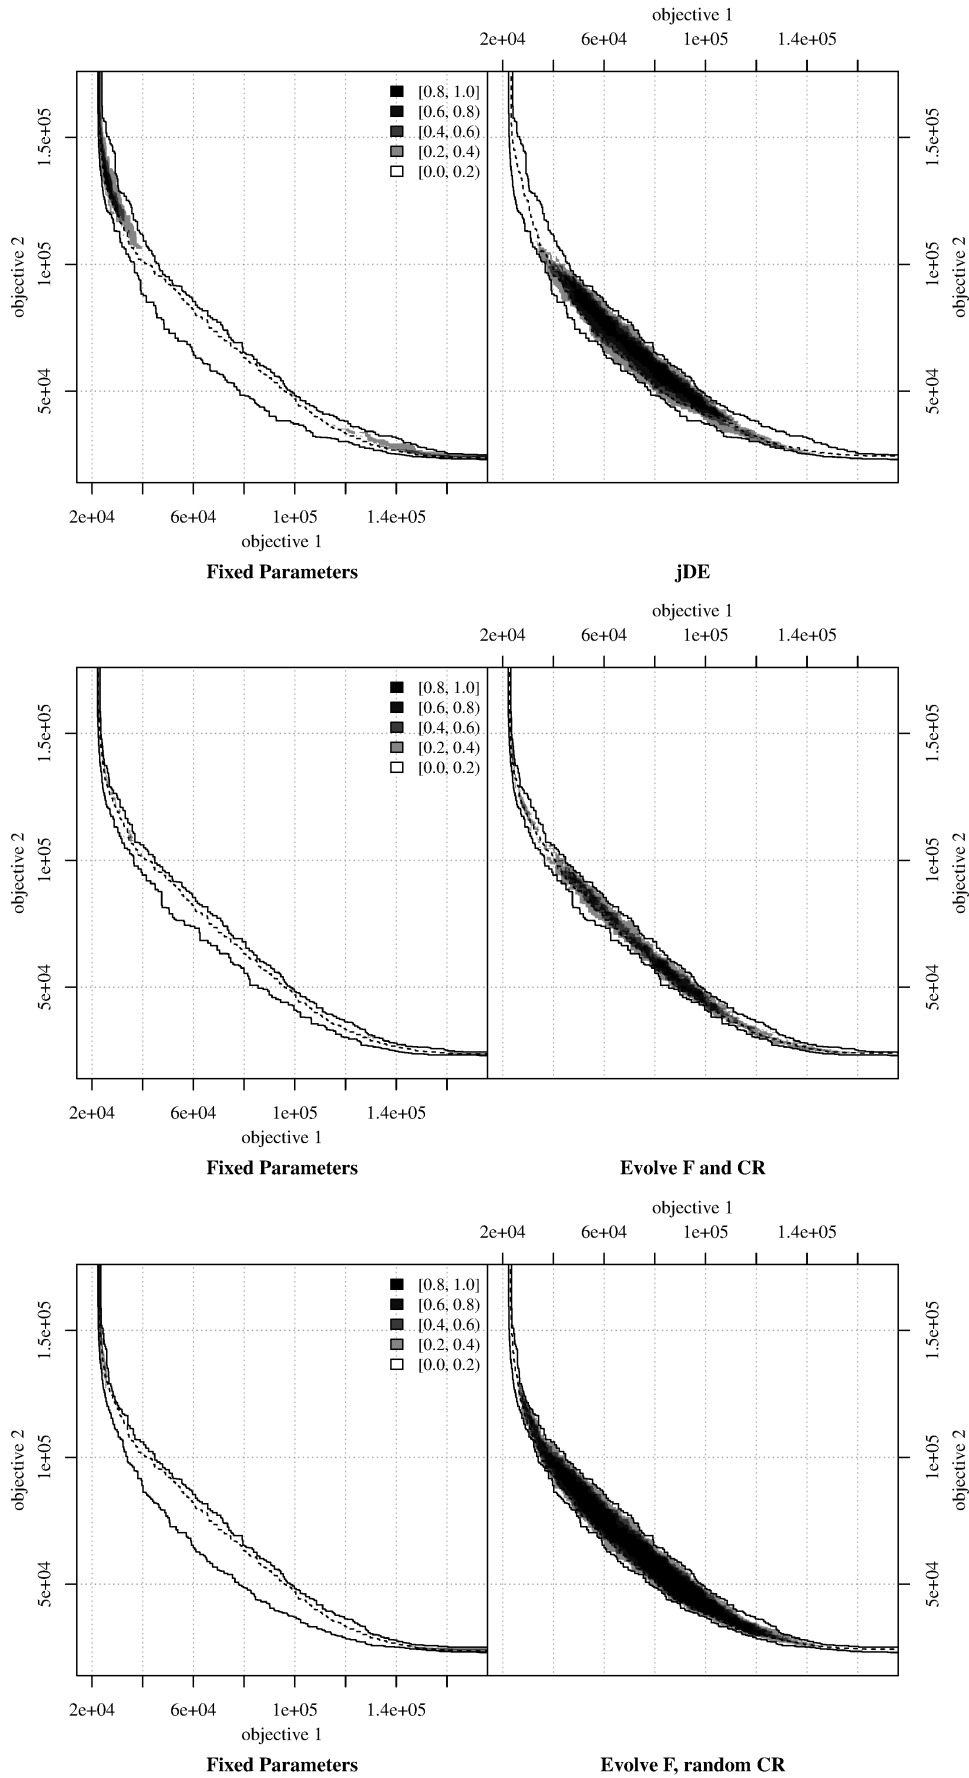 objective 1
2e+04 6e+04 1e+05 1.4e+05
[0.8, 1.0]
[0.6, 0.8)
[0.4, 0.6)
[0.2, 0.4)
[0.0, 0.2)
objective 2
5e+04 1e+05 1.5e+05
5e+04 1e+05 1.5e+05
objective 2
2e+04 6e+04 1e+05 1.4e+05
objective 1
Fixed Parameters jDE
objective 1
2e+04 6e+04 1e+05 1.4e+05
[0.8, 1.0]
[0.6, 0.8)
[0.4, 0.6)
[0.2, 0.4)
[0.0, 0.2)
objective 2
5e+04 1e+05 1.5e+05
5e+04 1e+05 1.5e+05
objective 2
2e+04 6e+04 1e+05 1.4e+05
objective 1
Fixed Parameters Evolve F and CR
objective 1
2e+04 6e+04 1e+05 1.4e+05
[0.8, 1.0]
[0.6, 0.8)
[0.4, 0.6)
[0.2, 0.4)
[0.0, 0.2)
objective 2
5e+04 1e+05 1.5e+05
5e+04 1e+05 1.5e+05
objective 2
2e+04 6e+04 1e+05 1.4e+05
objective 1
Fixed Parameters Evolve F, random CR